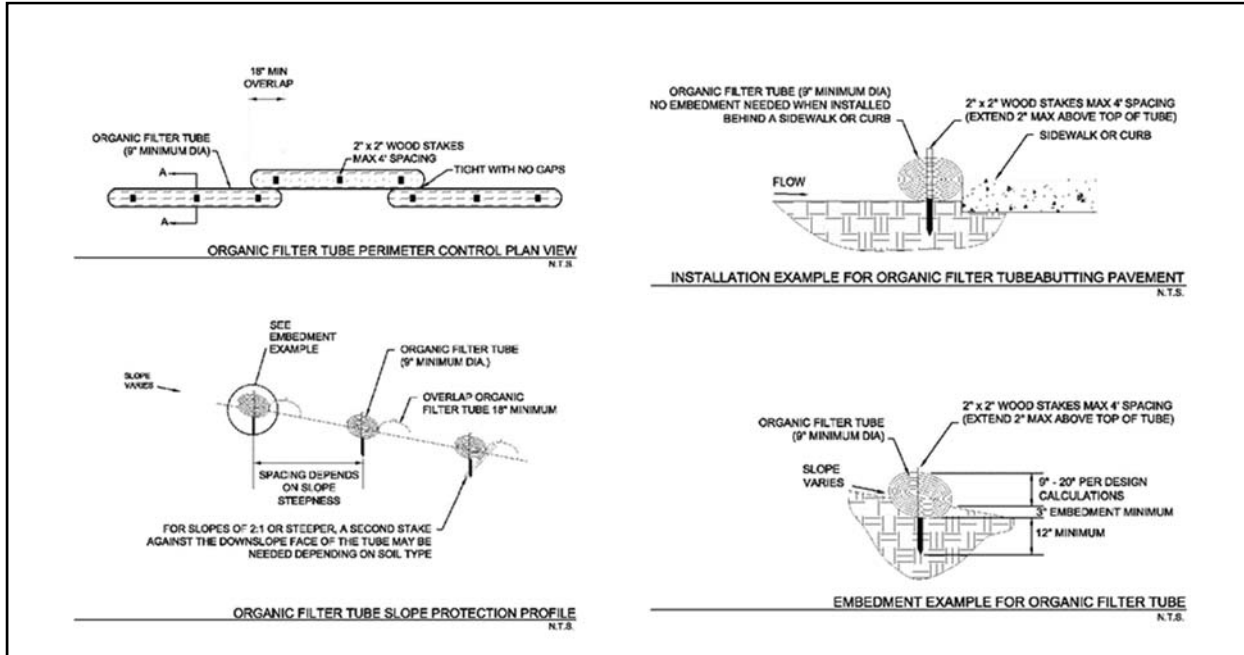 18" MIN
OVERLAP
ORGANIC FILTER TUBE
(9" MINIMUM DIA)
2" x 2" WOOD STAKES
MAX 4' SPACING
TIGHT WITH NO GAPS
A
A
ORGANIC FILTER TUBE PERIMETER CONTROL PLAN VIEW
N.T.S.
ORGANIC FILTER TUBE (9" MINIMUM DIA)
NO EMBEDMENT NEEDED WHEN INSTALLED
BEHIND A SIDEWALK OR CURB
2" x 2" WOOD STAKES MAX 4' SPACING
(EXTEND 2" MAX ABOVE TOP OF TUBE)
SIDEWALK OR CURB
FLOW
INSTALLATION EXAMPLE FOR ORGANIC FILTER TUBEABUTTING PAVEMENT
N.T.S.
SEE
EMBEDMENT
EXAMPLE
ORGANIC FILTER TUBE
(9" MINIMUM DIA.)
SLOPE
VARIES
OVERLAP ORGANIC
FILTER TUBE 18" MINIMUM
SPACING DEPENDS
ON SLOPE
STEEPNESS
FOR SLOPES OF 2:1 OR STEEPER, A SECOND STAKE
AGAINST THE DOWNSLOPE FACE OF THE TUBE MAY BE
NEEDED DEPENDING ON SOIL TYPE
ORGANIC FILTER TUBE SLOPE PROTECTION PROFILE
N.T.S.
2" x 2" WOOD STAKES MAX 4' SPACING
(EXTEND 2" MAX ABOVE TOP OF TUBE)
ORGANIC FILTER TUBE
(9" MINIMUM DIA)
SLOPE
VARIES
9" - 20" PER DESIGN
CALCULATIONS
3" EMBEDMENT MINIMUM
12" MINIMUM
EMBEDMENT EXAMPLE FOR ORGANIC FILTER TUBE
N.T.S.